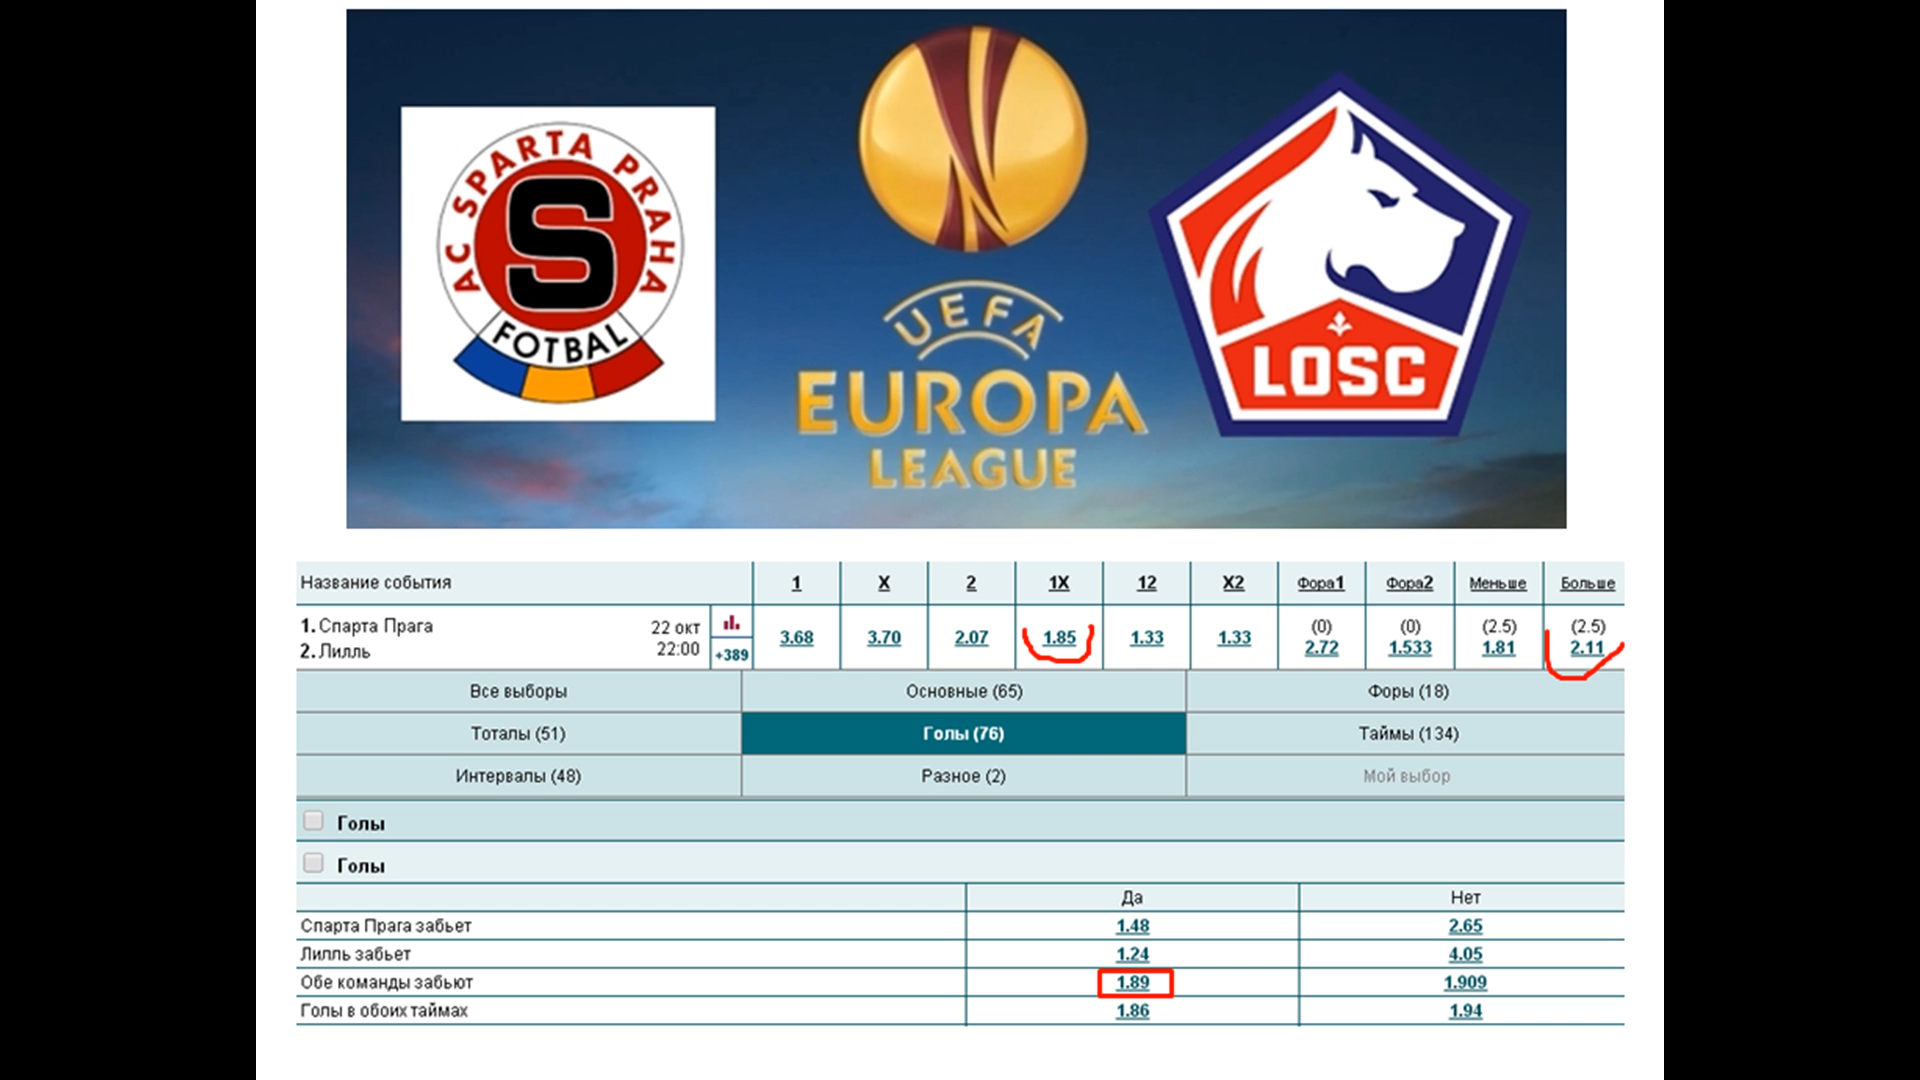 AC SPARTA PRAHA
S
FOTBAL
UEFA
EUROPA
LEAGUE
LOSC
Название события 1 X 2 1X 12 X2 Фора1 Фора2 Меньше Больше
1. Спарта Прага 22 окт (0) (0) (2.5) (2.5)
2. Лилль 22:00 +389 3.68 3.70 2.07 1.85 1.33 1.33 2.72 1.533 1.81 2.11
Все выборы Основные (65) Форы (18)
Тоталы (51) Голы (76) Таймы (134)
Интервалы (48) Разное (2) Мой выбор
Голы
Голы
Да Нет
Спарта Прага забьет 1.48 2.65
Лилль забьет 1.24 4.05
Обе команды забьют 1.89 1.909
Голы в обоих таймах 1.86 1.94